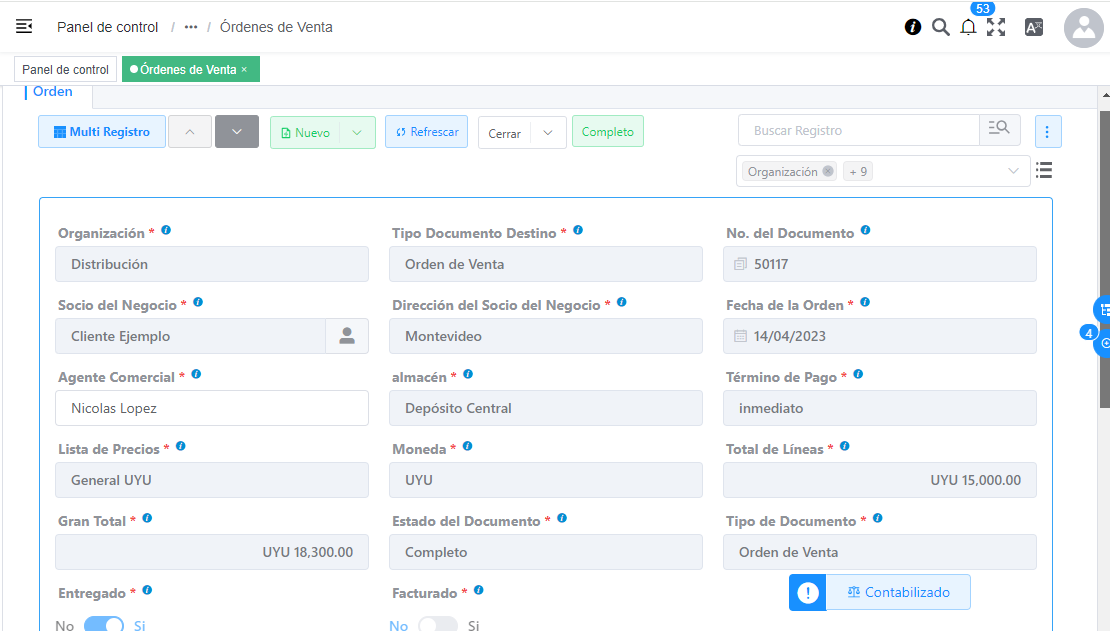 53
Panel de control / ··· / Órdenes de Venta
Panel de control
Órdenes de Venta ×
Orden
Multi Registro
Nuevo
Refrescar
Cerrar
Completo
Buscar Registro
Organización
+ 9
Organización * Tipo Documento Destino * No. del Documento
Distribución Orden de Venta 50117
Socio del Negocio * Dirección del Socio del Negocio * Fecha de la Orden *
Cliente Ejemplo Montevideo 14/04/2023
4
Agente Comercial * almacén * Término de Pago *
Nicolas Lopez Depósito Central inmediato
Lista de Precios * Moneda * Total de Líneas *
General UYU UYU UYU 15,000.00
Gran Total * Estado del Documento * Tipo de Documento *
UYU 18,300.00 Completo Orden de Venta
Entregado * Facturado * Contabilizado
No Si No Si